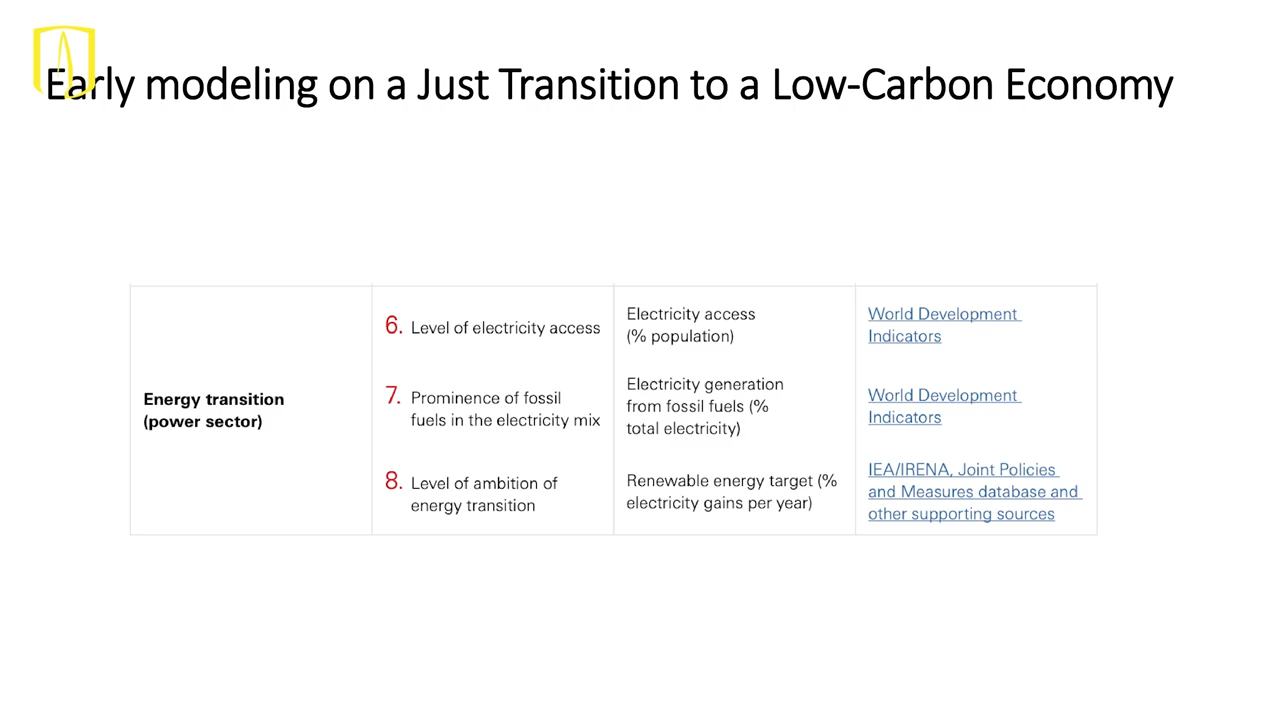 Early modeling on a Just Transition to a Low-Carbon Economy
Energy transition
(power sector)
6. Level of electricity access
Electricity access
(% population)
World Development
Indicators
7. Prominence of fossil
fuels in the electricity mix
Electricity generation
from fossil fuels (%
total electricity)
World Development
Indicators
8. Level of ambition of
energy transition
Renewable energy target (%
electricity gains per year)
IEA/IRENA, Joint Policies
and Measures database and
other supporting sources